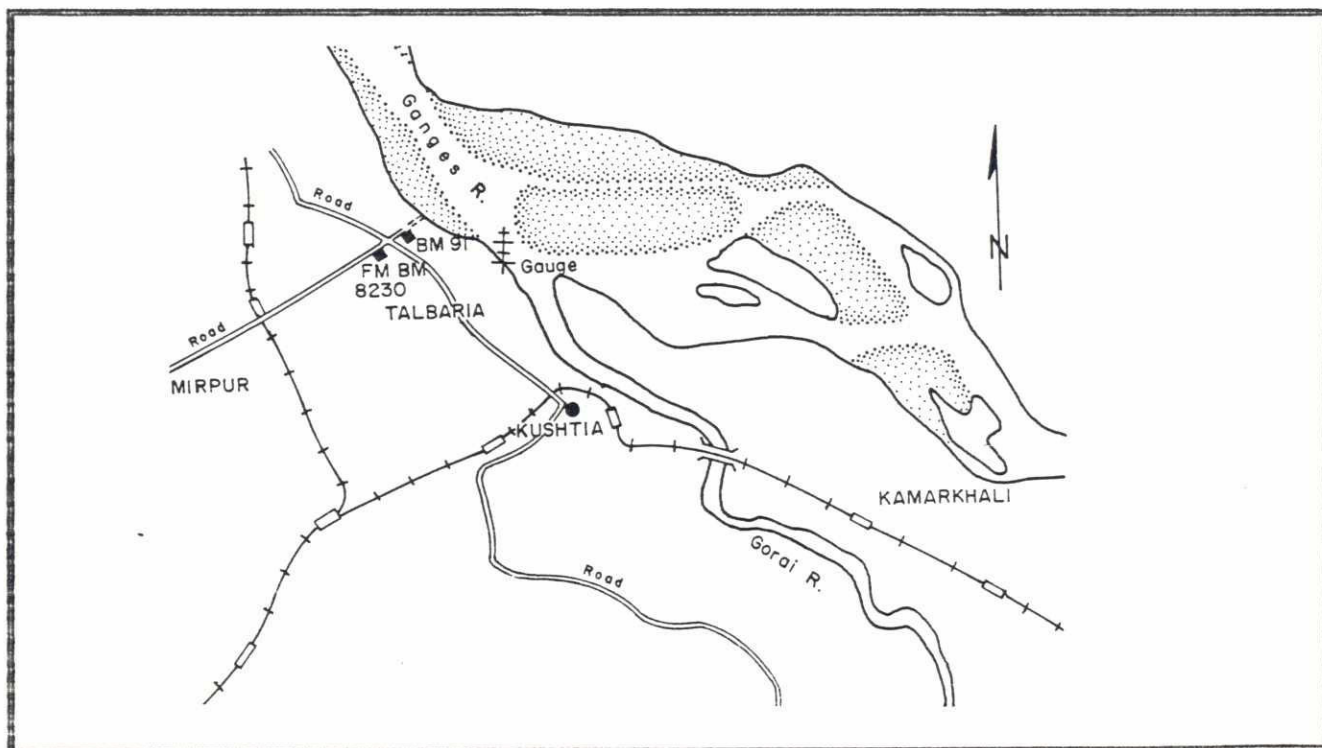 Ganges R.
Road
BM 91
FM BM
8230
Gauge
TALBARIA
Road
MIRPUR
KUSHTIA
KAMARKHALI
Gorai R.
Road
N